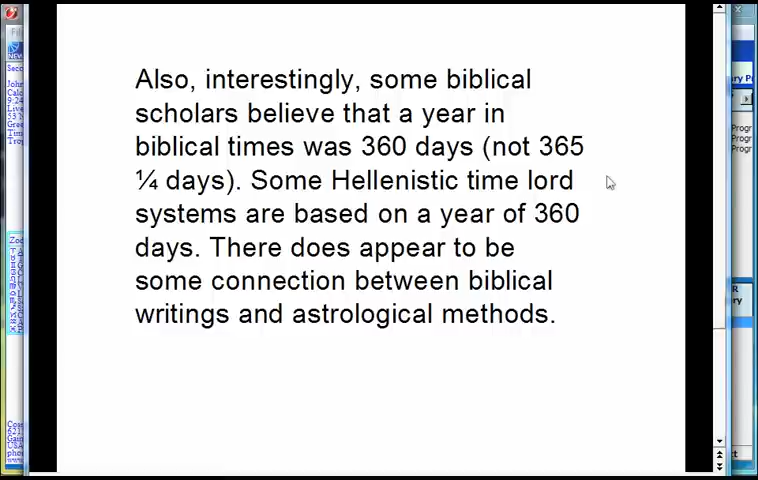 Also, interestingly, some biblical
scholars believe that a year in
biblical times was 360 days (not 365
¼ days). Some Hellenistic time lord
systems are based on a year of 360
days. There does appear to be
some connection between biblical
writings and astrological methods.